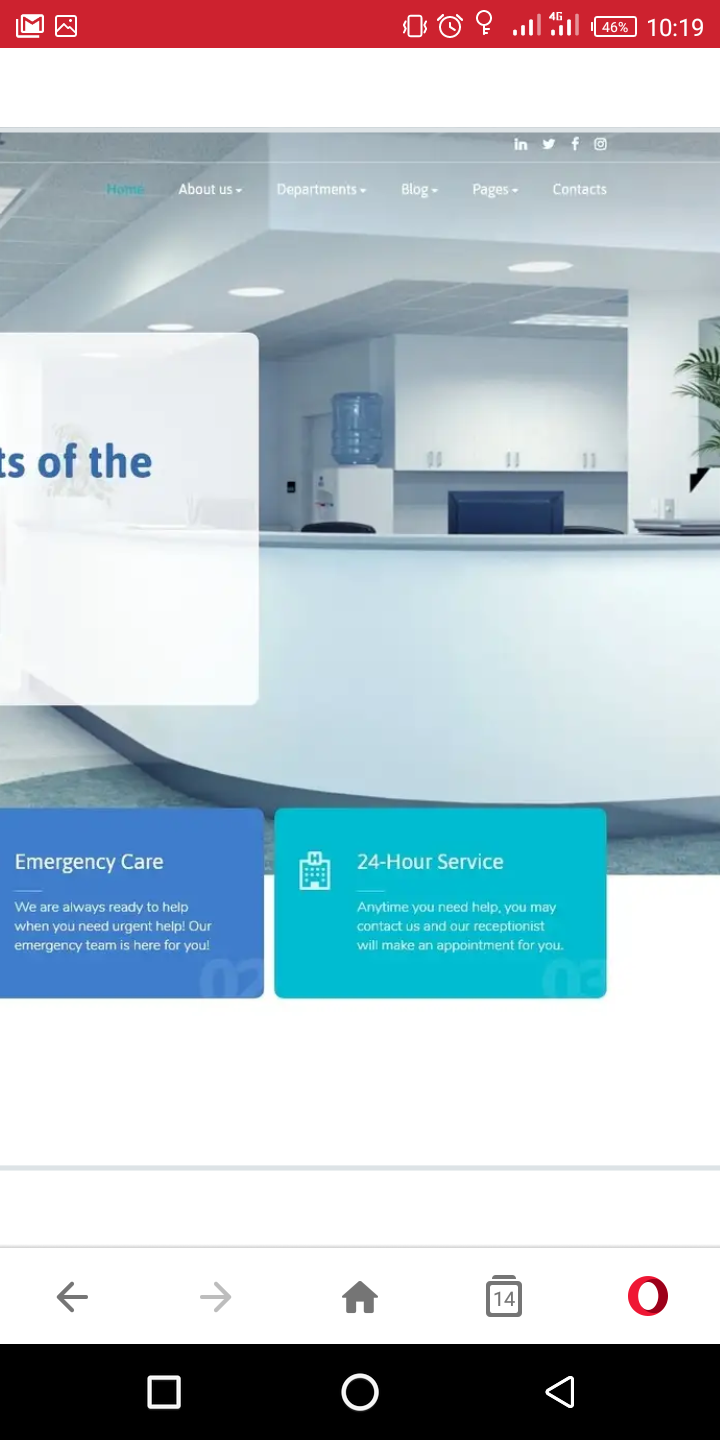 4G 46% 10:19
Home About us Departments Blog Pages Contacts
ts of the
Emergency Care
We are always ready to help
when you need urgent help! Our
emergency team is here for you!
02
24-Hour Service
Anytime you need help, you may
contact us and our receptionist
will make an appointment for you.
03
14